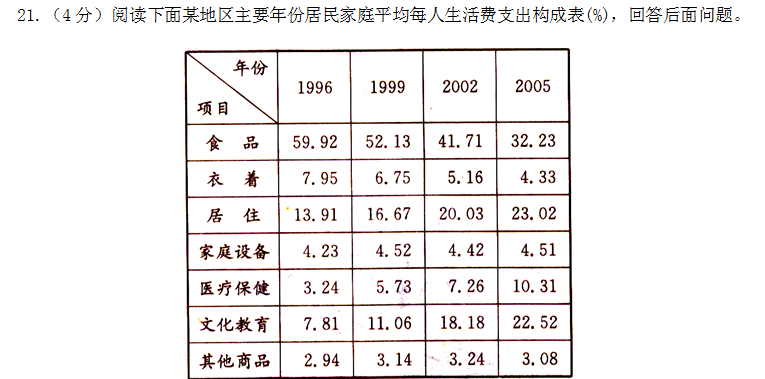 21.（4分）阅读下面某地区主要年份居民家庭平均每人生活费支出构成表(%)，回答后面问题。
年份
项目
1996 1999 2002 2005
食 品 59.92 52.13 41.71 32.23
衣 着 7.95 6.75 5.16 4.33
居 住 13.91 16.67 20.03 23.02
家庭设备 4.23 4.52 4.42 4.51
医疗保健 3.24 5.73 7.26 10.31
文化教育 7.81 11.06 18.18 22.52
其他商品 2.94 3.14 3.24 3.08